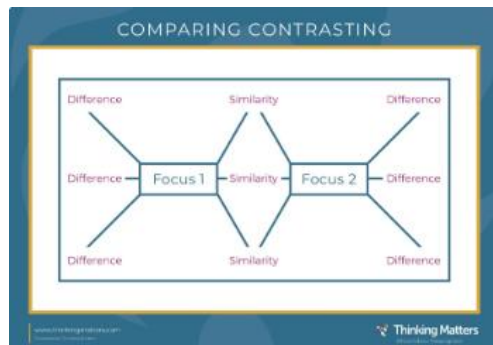 COMPARING CONTRASTING
Difference Similarity Difference
Difference Focus 1 Similarity Focus 2 Difference
Difference Similarity Difference
Thinking Matters